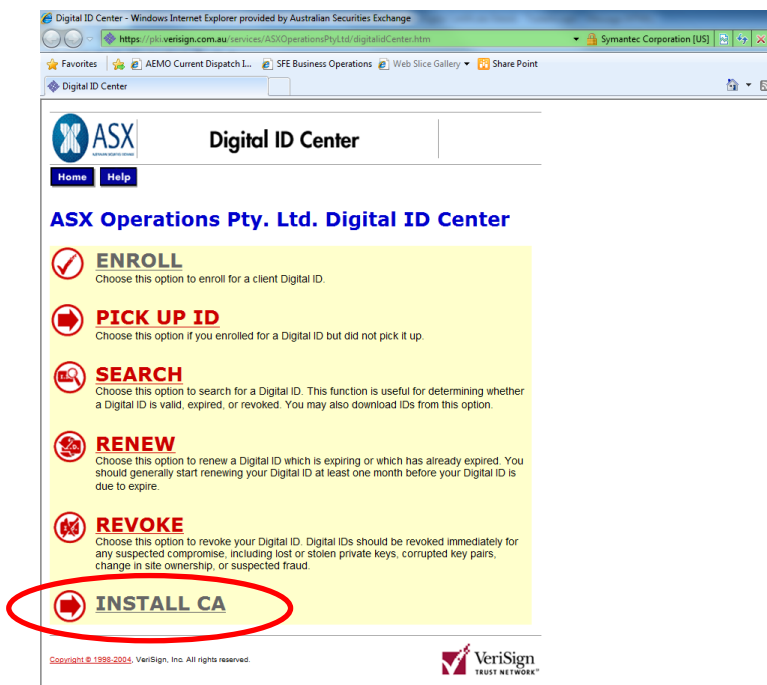 Digital ID Center - Windows Internet Explorer provided by Australian Securities Exchange
https://pki.verisign.com.au/services/ASXOperationsPtyLtd/digitalidCenter.htm
Symantec Corporation [US]
Favorites
AEMO Current Dispatch I...
SFE Business Operations
Web Slice Gallery
Share Point
Digital ID Center
ASX
Digital ID Center
Home
Help
ASX Operations Pty. Ltd. Digital ID Center
ENROLL
Choose this option to enroll for a client Digital ID.
PICK UP ID
Choose this option if you enrolled for a Digital ID but did not pick it up.
SEARCH
Choose this option to search for a Digital ID. This function is useful for determining whether
a Digital ID is valid, expired, or revoked. You may also download IDs from this option.
RENEW
Choose this option to renew a Digital ID which is expiring or which has already expired. You
should generally start renewing your Digital ID at least one month before your Digital ID is
due to expire.
REVOKE
Choose this option to revoke your Digital ID. Digital IDs should be revoked immediately for
any suspected compromise, including lost or stolen private keys, corrupted key pairs,
change in site ownership, or suspected fraud.
INSTALL CA
Copyright © 1998-2004, VeriSign, Inc. All rights reserved.
VeriSign
TRUST NETWORK